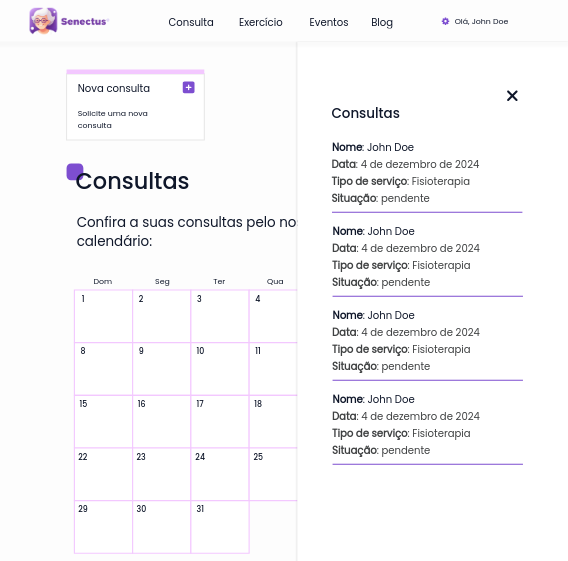 Senectus
Consulta
Exercício
Eventos
Blog
Olá, John Doe
Nova consulta
Solicite uma nova
consulta
Consultas
Confira a suas consultas pelo no
calendário:
Dom Seg Ter Qua
1 2 3 4
8 9 10 11
15 16 17 18
22 23 24 25
29 30 31
Consultas
Nome: John Doe
Data: 4 de dezembro de 2024
Tipo de serviço: Fisioterapia
Situação: pendente
Nome: John Doe
Data: 4 de dezembro de 2024
Tipo de serviço: Fisioterapia
Situação: pendente
Nome: John Doe
Data: 4 de dezembro de 2024
Tipo de serviço: Fisioterapia
Situação: pendente
Nome: John Doe
Data: 4 de dezembro de 2024
Tipo de serviço: Fisioterapia
Situação: pendente